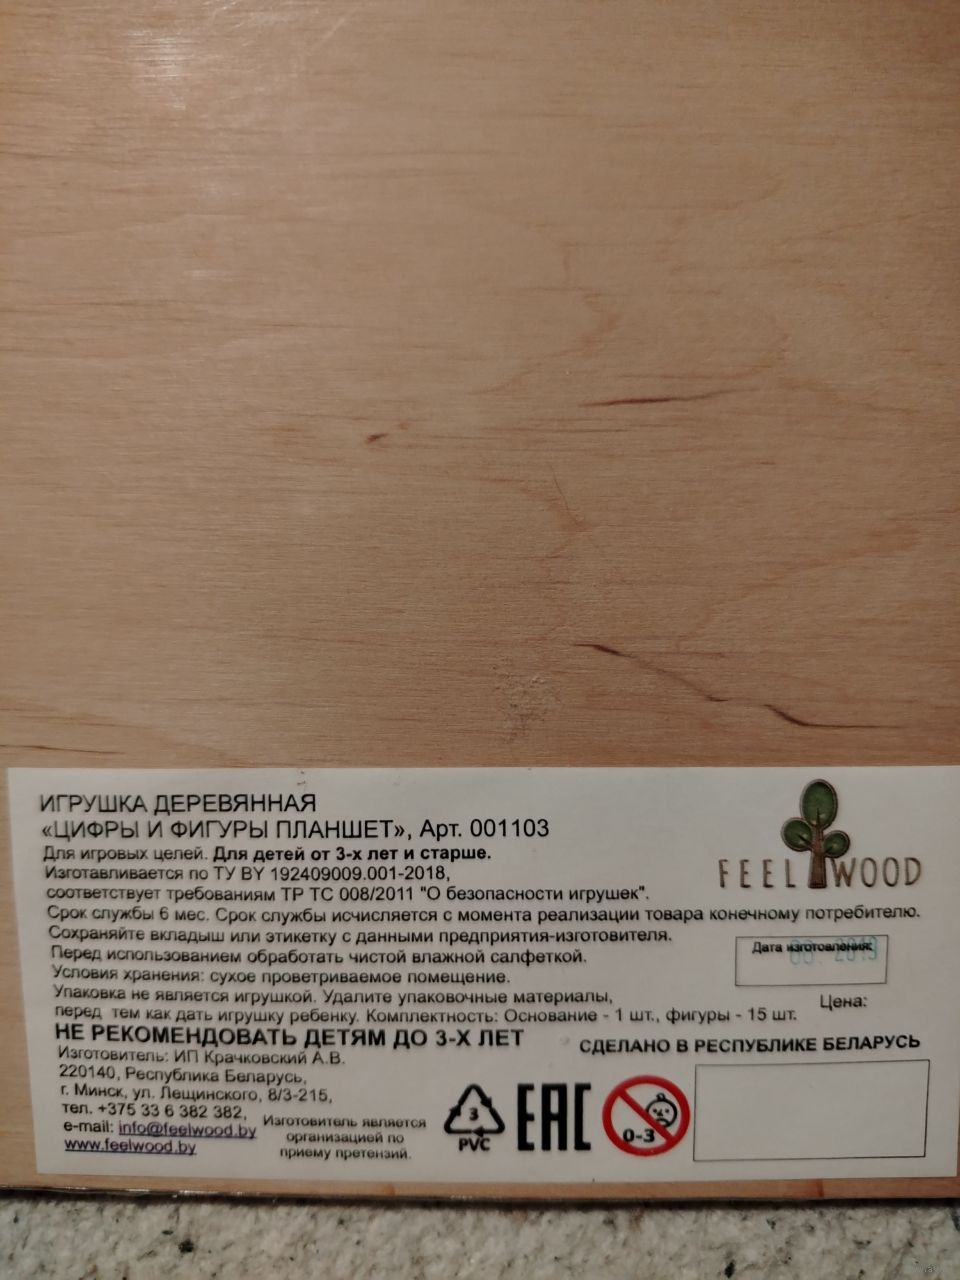 ИГРУШКА ДЕРЕВЯННАЯ
«ЦИФРЫ И ФИГУРЫ ПЛАНШЕТ», Арт. 001103
Для игровых целей. Для детей от 3-х лет и старше.
Изготавливается по ТУ BY 192409009.001-2018,
соответствует требованиям ТР ТС 008/2011 "О безопасности игрушек".
Срок службы 6 мес. Срок службы исчисляется с момента реализации товара конечному потребителю.
Сохраняйте вкладыш или этикетку с данными предприятия-изготовителя.
Перед использованием обработать чистой влажной салфеткой.
Условия хранения: сухое проветриваемое помещение.
Упаковка не является игрушкой. Удалите упаковочные материалы,
перед тем как дать игрушку ребенку. Комплектность: Основание - 1 шт., фигуры - 15 шт.
НЕ РЕКОМЕНДОВАТЬ ДЕТЯМ ДО 3-Х ЛЕТ
Изготовитель: ИП Крачковский А.В.
220140, Республика Беларусь,
г. Минск, ул. Лещинского, 8/3-215,
тел. +375 33 6 382 382,
e-mail: info@feelwood.by
www.feelwood.by
Изготовитель является
организацией по
приему претензий.
FEEL WOOD
Дата изготовления:
2019
Цена:
СДЕЛАНО В РЕСПУБЛИКЕ БЕЛАРУСЬ
3
PVC
EAC
0-3